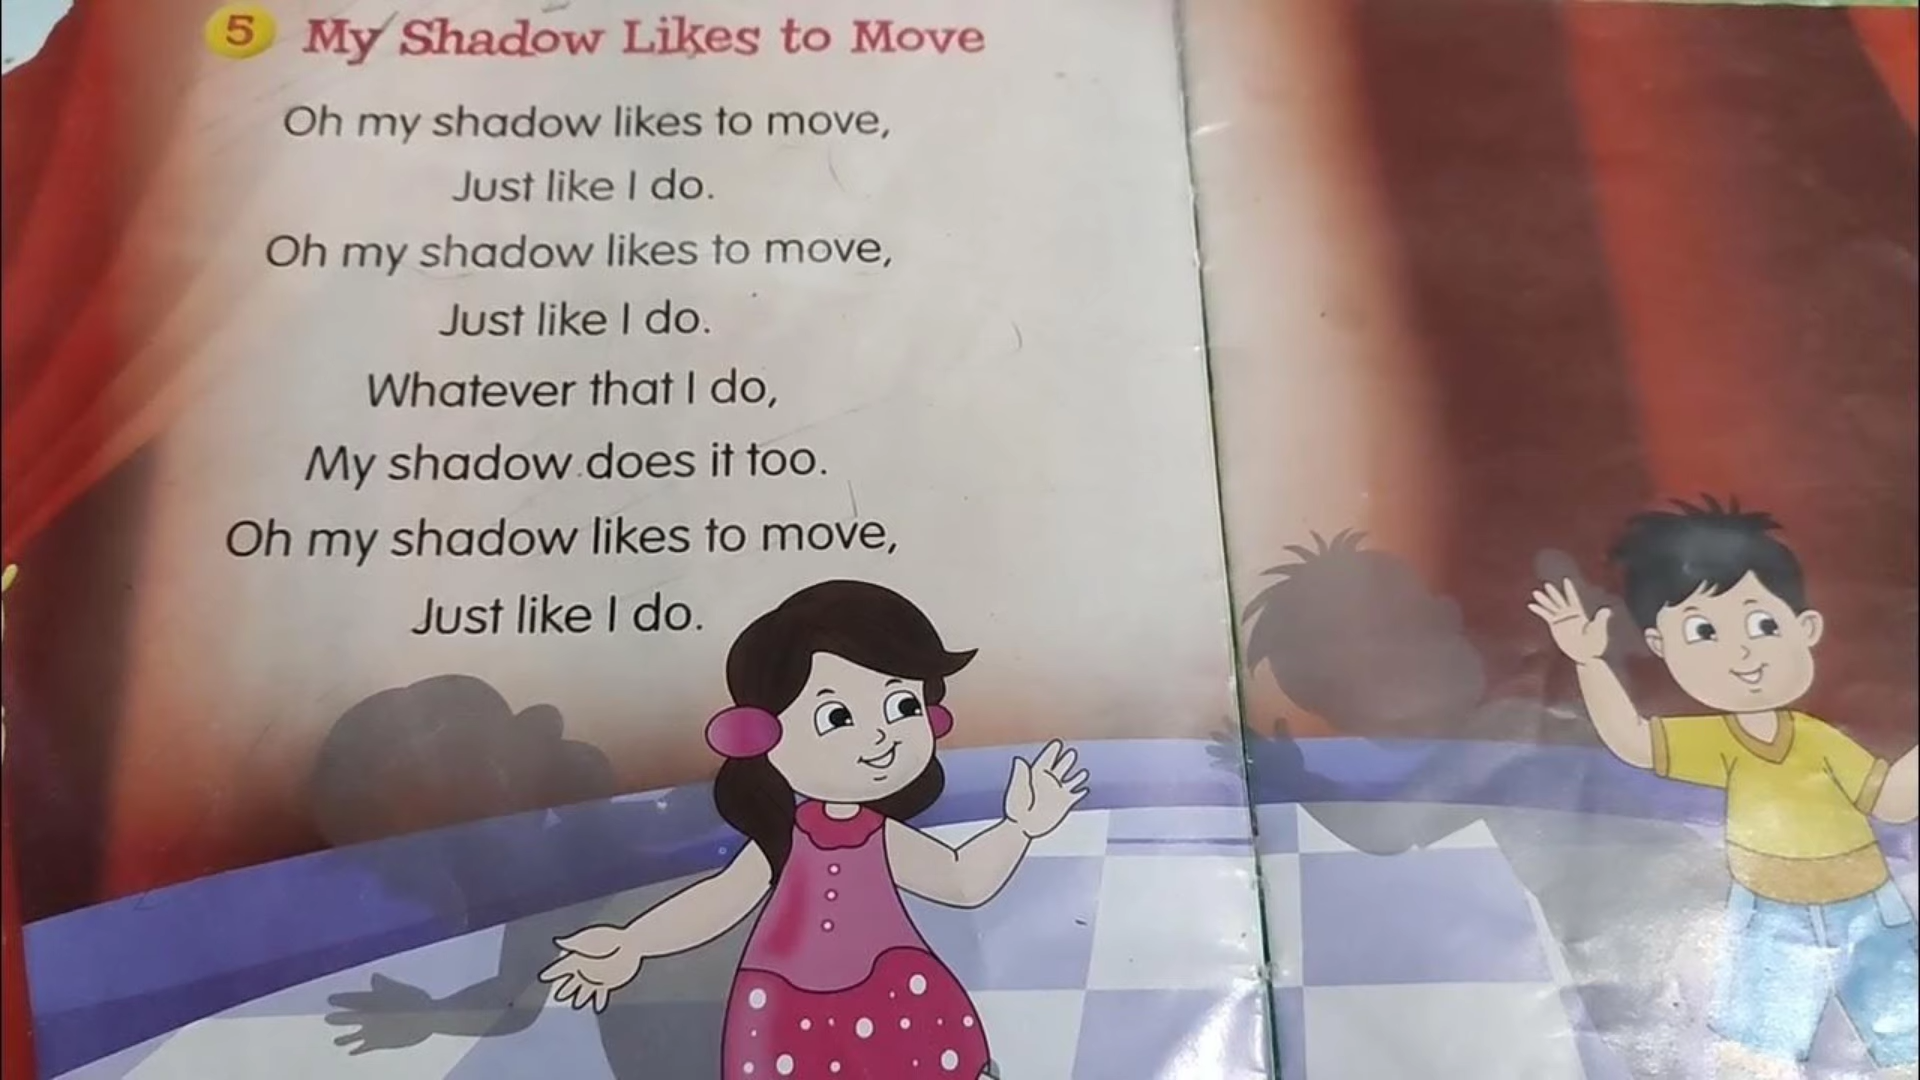 5 My Shadow Likes to Move
Oh my shadow likes to move,
Just like I do.
Oh my shadow likes to move,
Just like I do.
Whatever that I do,
My shadow does it too.
Oh my shadow likes to move,
Just like I do.